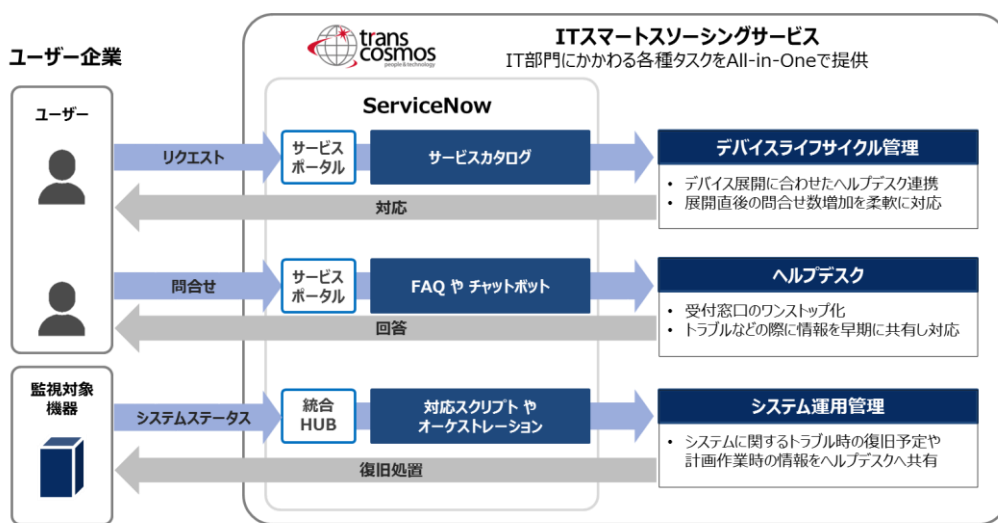 trans
cosmos
people & technology
ITスマートスソーシングサービス
IT部門にかかわる各種タスクをAll-in-Oneで提供
ユーザー企業
ServiceNow
ユーザー
リクエスト
サービス
ポータル
サービスカタログ
デバイスライフサイクル管理
• デバイス展開に合わせたヘルプデスク連携
• 展開直後の問合せ数増加を柔軟に対応
対応
問合せ
サービス
ポータル
FAQ や チャットボット
ヘルプデスク
• 受付窓口のワンストップ化
• トラブルなどの際に情報を早期に共有し対応
回答
監視対象
機器
システムステータス
統合
HUB
対応スクリプト や
オーケストレーション
システム運用管理
• システムに関するトラブル時の復旧予定や
計画作業時の情報をヘルプデスクへ共有
復旧処置